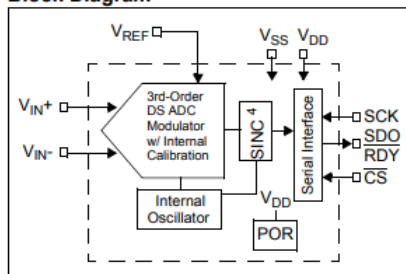 Block Diagram
VREF
VSS VDD
VIN+
VIN-
3rd-Order
DS ADC
Modulator
w/ Internal
Calibration
SINC 4
Serial Interface
SCK
SDO
RDY
CS
Internal
Oscillator
VDD
POR